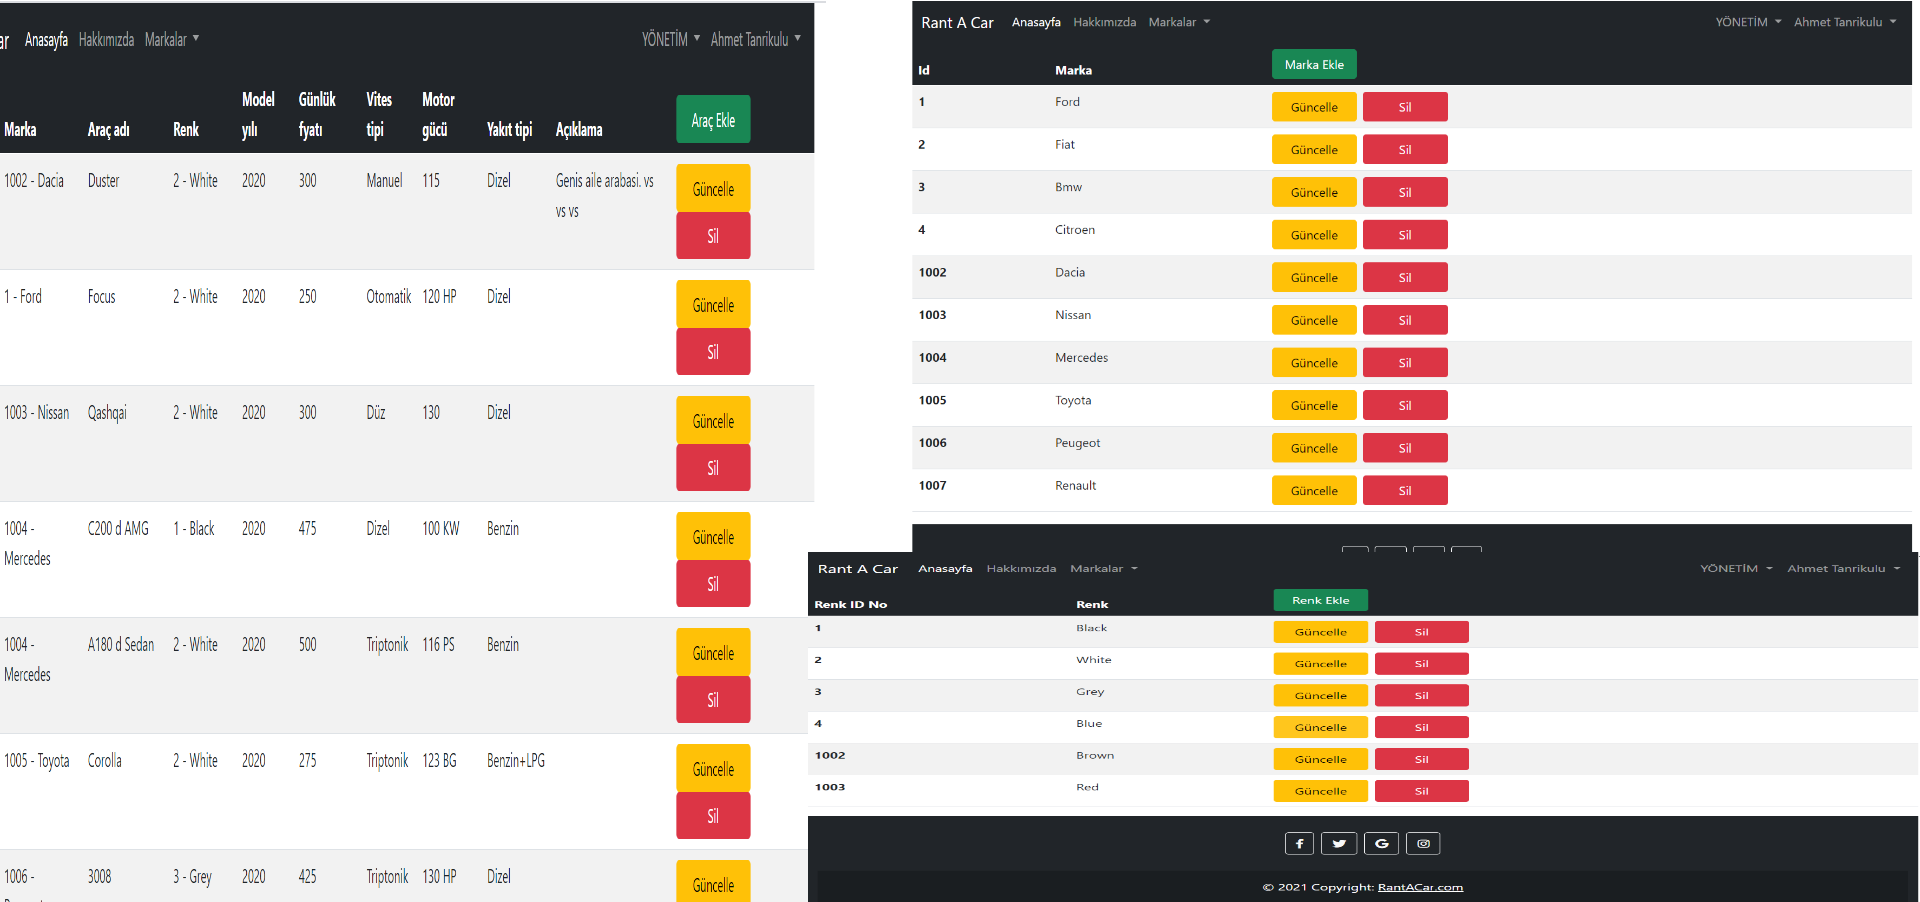 ar Anasayfa Hakkımızda Markalar YÖNETİM Ahmet Tanrikulu
Marka Araç adı Renk Model yılı Günlük fyatı Vites tipi Motor gücü Yakıt tipi Açıklama Araç Ekle
1002 - Dacia Duster 2 - White 2020 300 Manuel 115 Dizel Genis aile arabasi. vs Güncelle
vs vs
Sil
1 - Ford Focus 2 - White 2020 250 Otomatik 120 HP Dizel Güncelle
Sil
1003 - Nissan Qashqai 2 - White 2020 300 Düz 130 Dizel Güncelle
Sil
1004 - C200 d AMG 1 - Black 2020 475 Dizel 100 KW Benzin Güncelle
Mercedes
Sil
1004 - A180 d Sedan 2 - White 2020 500 Triptonik 116 PS Benzin Güncelle
Mercedes
Sil
1005 - Toyota Corolla 2 - White 2020 275 Triptonik 123 BG Benzin+LPG Güncelle
Sil
1006 - 3008 3 - Grey 2020 425 Triptonik 130 HP Dizel Güncelle
Rant A Car Anasayfa Hakkımızda Markalar YÖNETİM Ahmet Tanrikulu
Id Marka Marka Ekle
1 Ford Güncelle Sil
2 Fiat Güncelle Sil
3 Bmw Güncelle Sil
4 Citroen Güncelle Sil
1002 Dacia Güncelle Sil
1003 Nissan Güncelle Sil
1004 Mercedes Güncelle Sil
1005 Toyota Güncelle Sil
1006 Peugeot Güncelle Sil
1007 Renault Güncelle Sil
Rant A Car Anasayfa Hakkımızda Markalar YÖNETİM Ahmet Tanrikulu
Renk ID No Renk Renk Ekle
1 Black Güncelle Sil
2 White Güncelle Sil
3 Grey Güncelle Sil
4 Blue Güncelle Sil
1002 Brown Güncelle Sil
1003 Red Güncelle Sil
© 2021 Copyright: RantACar.com